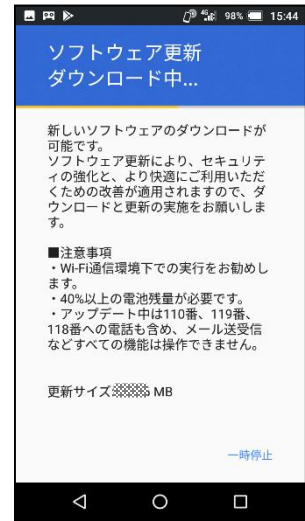 4G 98% 15:44
ソフトウェア更新
ダウンロード中...
新しいソフトウェアのダウンロードが
可能です。
ソフトウェア更新により、セキュリテ
ィの強化と、より快適にご利用いただ
くための改善が適用されますので、ダ
ウンロードと更新の実施をお願いしま
す。
■注意事項
・Wi-Fi通信環境下での実行をお勧めし
ます。
・40%以上の電池残量が必要です。
・アップデート中は110番、119番、
118番への電話も含め、メール送受信
などすべての機能は操作できません。
更新サイズ MB
一時停止